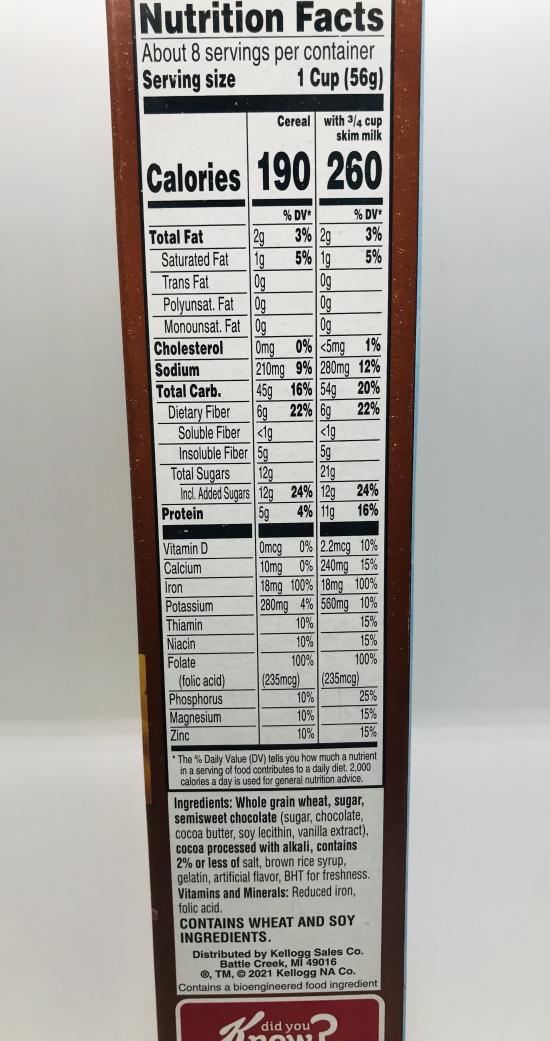 Nutrition Facts
About 8 servings per container
Serving size 1 Cup (56g)
Cereal with 3/4 cup
skim milk
Calories 190 260
% DV* % DV*
Total Fat 2g 3% 2g 3%
Saturated Fat 1g 5% 1g 5%
Trans Fat 0g 0g
Polyunsat. Fat 0g 0g
Monounsat. Fat 0g 0g
Cholesterol 0mg 0% <5mg 1%
Sodium 210mg 9% 280mg 12%
Total Carb. 45g 16% 54g 20%
Dietary Fiber 6g 22% 6g 22%
Soluble Fiber <1g <1g
Insoluble Fiber 5g 5g
Total Sugars 12g 21g
Incl. Added Sugars 12g 24% 12g 24%
Protein 5g 4% 11g 16%
Vitamin D 0mcg 0% 2.2mcg 10%
Calcium 10mg 0% 240mg 15%
Iron 18mg 100% 18mg 100%
Potassium 280mg 4% 560mg 10%
Thiamin 10% 15%
Niacin 10% 15%
Folate 100% 100%
(folic acid) (235mcg) (235mcg)
Phosphorus 10% 25%
Magnesium 10% 15%
Zinc 10% 15%
* The % Daily Value (DV) tells you how much a nutrient
in a serving of food contributes to a daily diet. 2,000
calories a day is used for general nutrition advice.
Ingredients: Whole grain wheat, sugar,
semisweet chocolate (sugar, chocolate,
cocoa butter, soy lecithin, vanilla extract),
cocoa processed with alkali, contains
2% or less of salt, brown rice syrup,
gelatin, artificial flavor, BHT for freshness.
Vitamins and Minerals: Reduced iron,
folic acid.
CONTAINS WHEAT AND SOY
INGREDIENTS.
Distributed by Kellogg Sales Co.
Battle Creek, MI 49016
®, TM, © 2021 Kellogg NA Co.
Contains a bioengineered food ingredient
did you
Know?